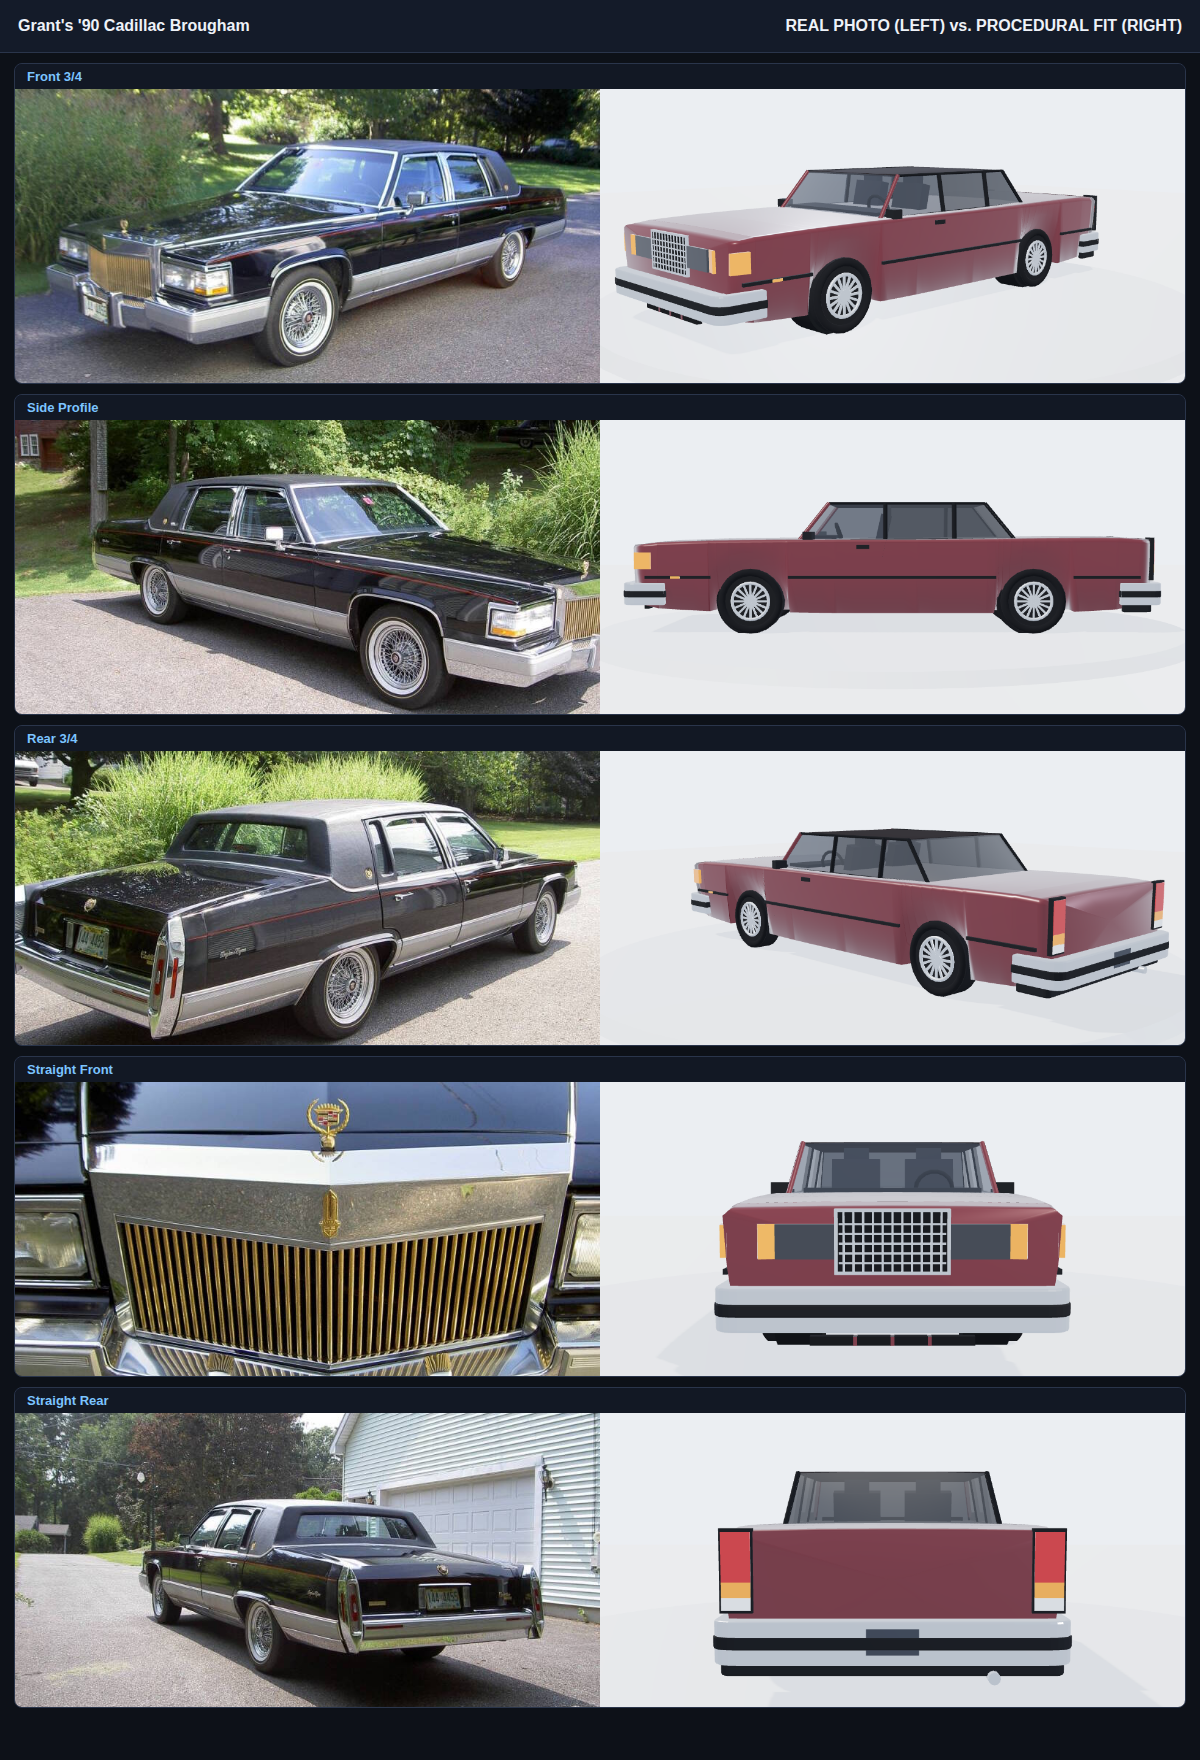 Grant's '90 Cadillac Brougham
REAL PHOTO (LEFT) vs. PROCEDURAL FIT (RIGHT)
Front 3/4
Side Profile
Rear 3/4
Straight Front
Straight Rear